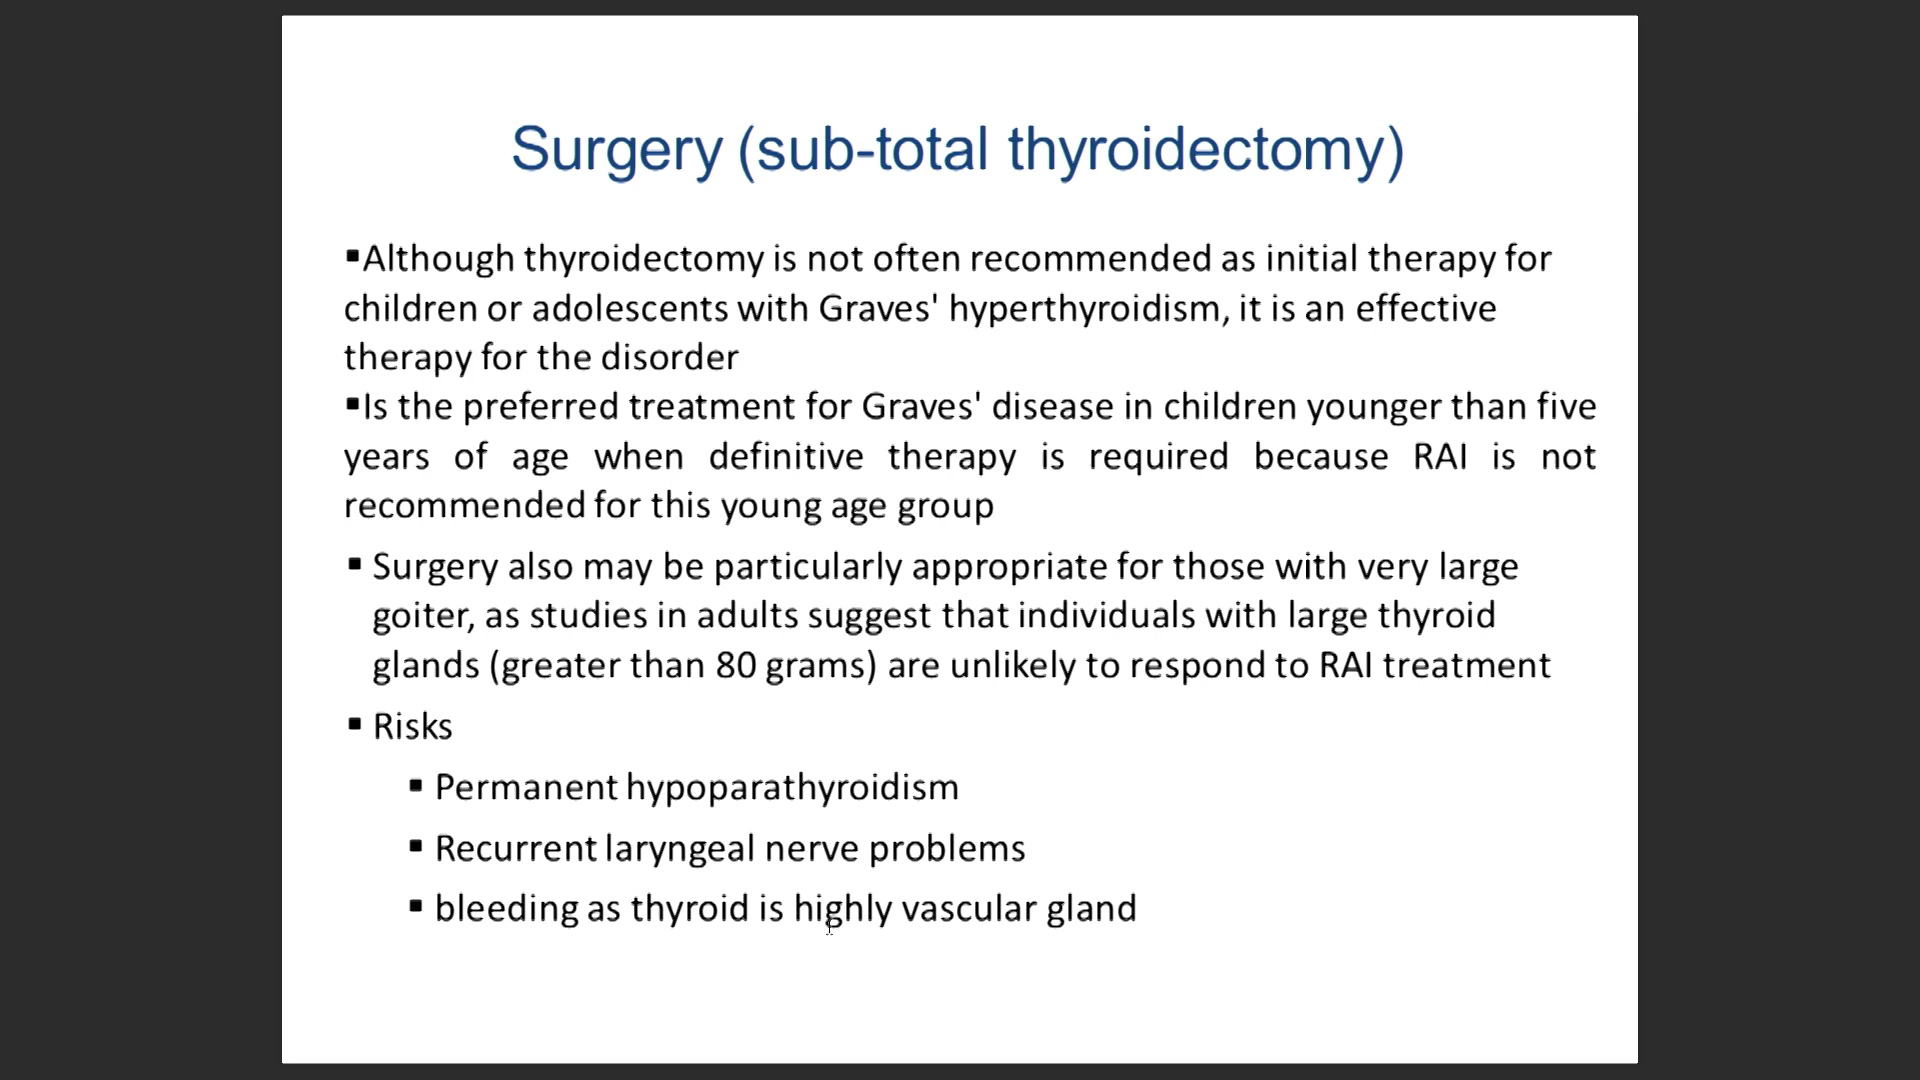 Surgery (sub-total thyroidectomy)
▪Although thyroidectomy is not often recommended as initial therapy for
children or adolescents with Graves' hyperthyroidism, it is an effective
therapy for the disorder
▪Is the preferred treatment for Graves' disease in children younger than five
years of age when definitive therapy is required because RAI is not
recommended for this young age group
▪ Surgery also may be particularly appropriate for those with very large
goiter, as studies in adults suggest that individuals with large thyroid
glands (greater than 80 grams) are unlikely to respond to RAI treatment
▪ Risks
▪ Permanent hypoparathyroidism
▪ Recurrent laryngeal nerve problems
▪ bleeding as thyroid is highly vascular gland